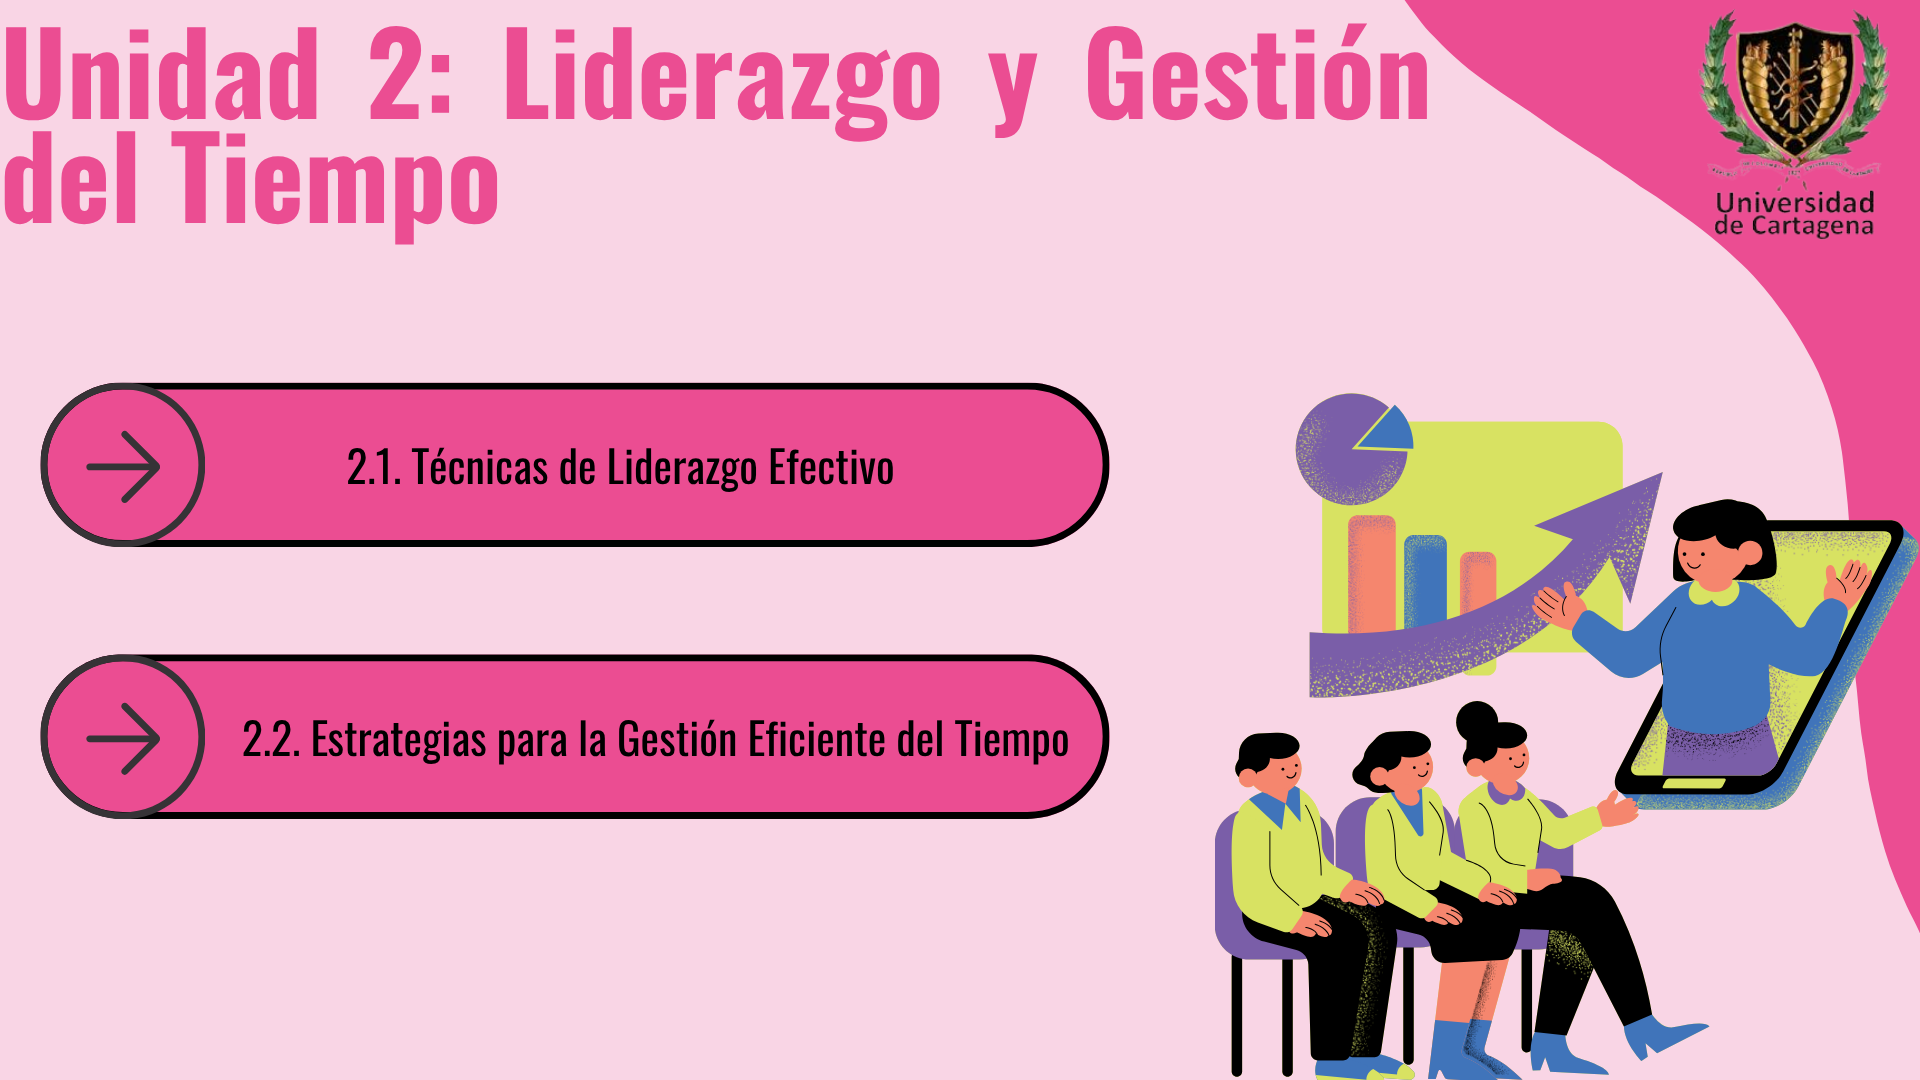 Unidad 2: Liderazgo y Gestión
del Tiempo
Universidad
de Cartagena
2.1. Técnicas de Liderazgo Efectivo
2.2. Estrategias para la Gestión Eficiente del Tiempo